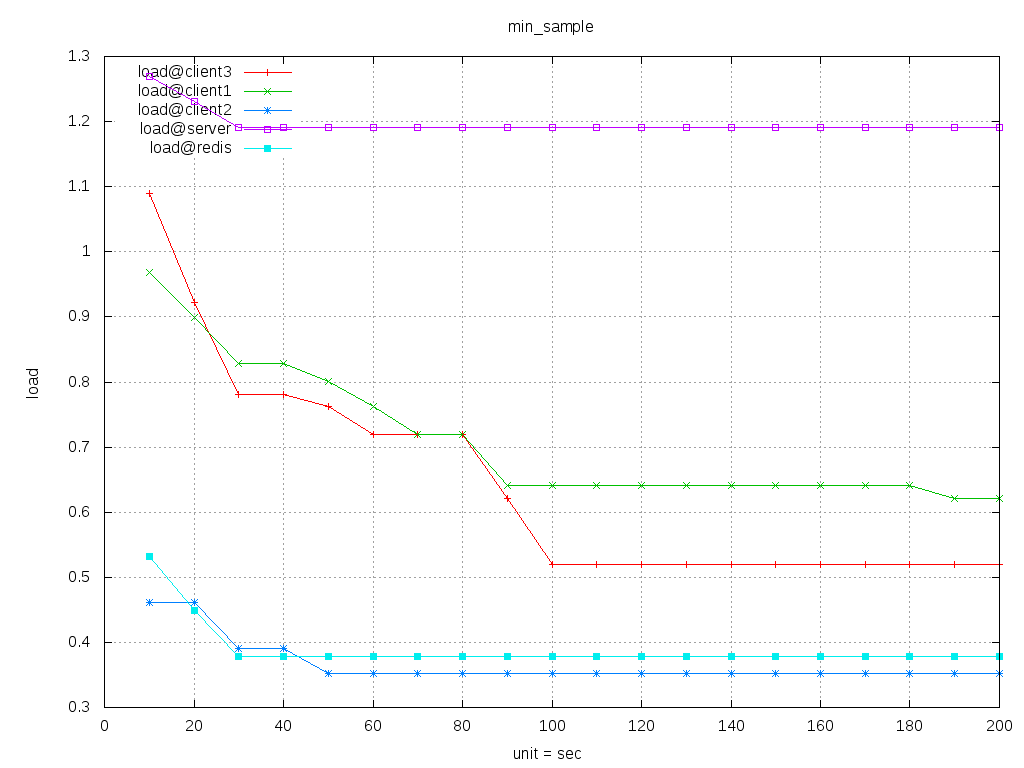 min_sample
load@client3
load@client1
load@client2
load@server
load@redis
load
1.3
1.2
1.1
1
0.9
0.8
0.7
0.6
0.5
0.4
0.3
0 20 40 60 80 100 120 140 160 180 200
unit = sec